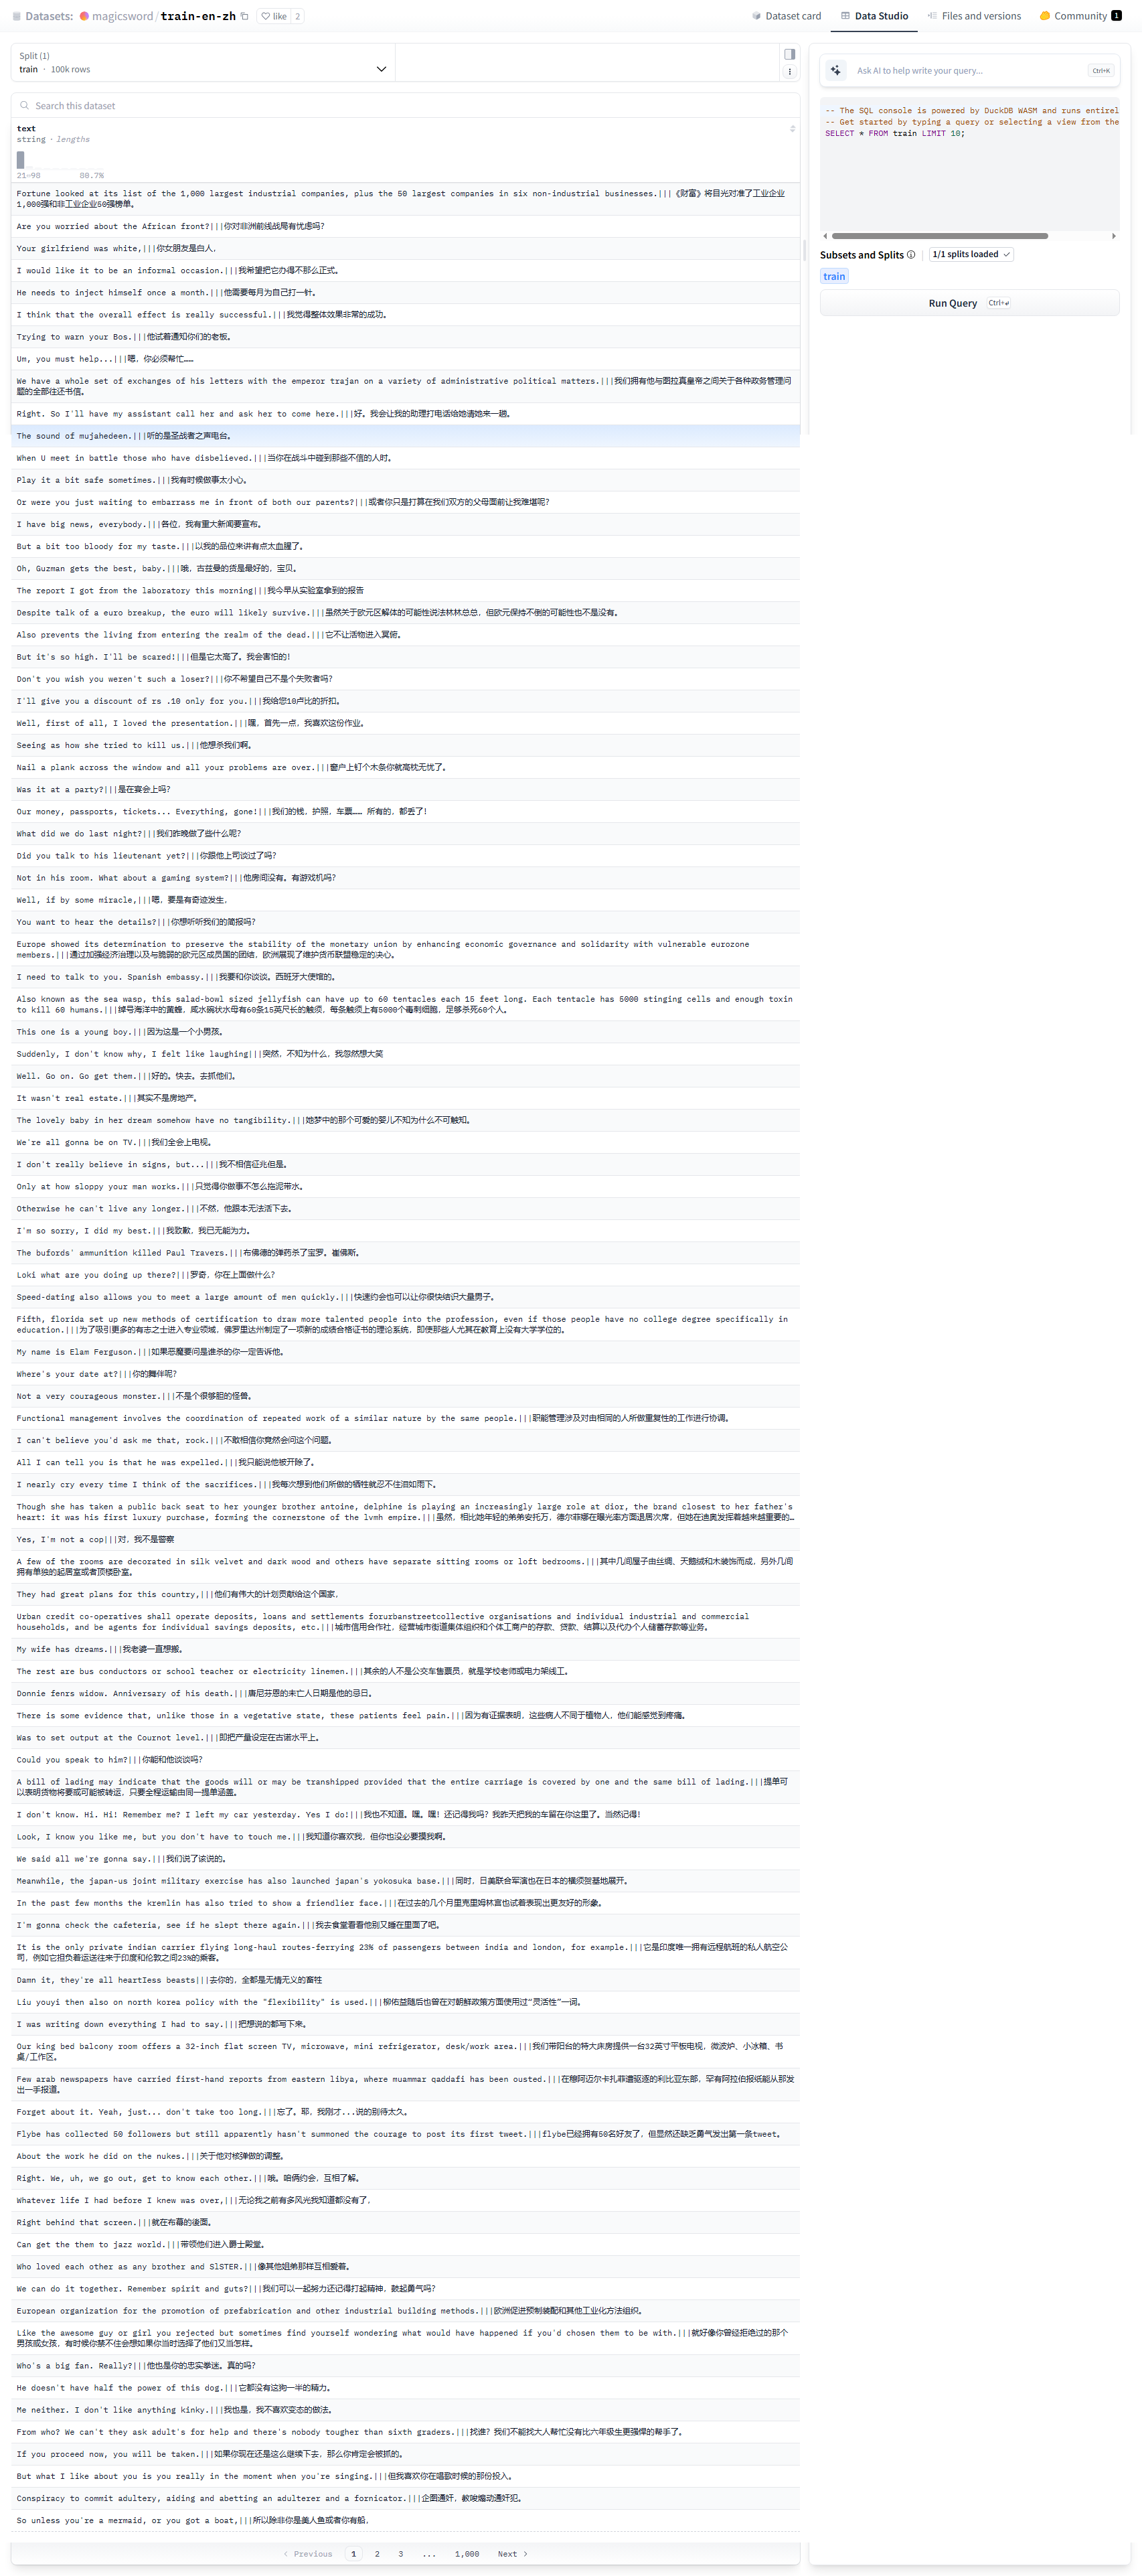 Datasets: magicsword/train-en-zh like 2
Dataset card
Data Studio
Files and versions
Community 1
Split (1)
train · 100k rows
Search this dataset
text
string · lengths
21–98 80.7%
Fortune looked at its list of the 1,000 largest industrial companies, plus the 50 largest companies in six non-industrial businesses.|||《财富》将目光对准了工业企业
1,000强和非工业企业50强榜单。
Are you worried about the African front?|||你对非洲前线战局有忧虑吗?
Your girlfriend was white,|||你女朋友是白人,
I would like it to be an informal occasion.|||我希望把它办得不那么正式。
He needs to inject himself once a month.|||他需要每月为自己打一针。
I think that the overall effect is really successful.|||我觉得整体效果非常的成功。
Trying to warn your Bos.|||他试着通知你们的老板。
Um, you must help...|||嗯，你必须帮忙……
We have a whole set of exchanges of his letters with the emperor trajan on a variety of administrative political matters.|||我们拥有他与图拉真皇帝之间关于各种政务管理问
题的全部往还书信。
Right. So I'll have my assistant call her and ask her to come here.|||好。我会让我的助理打电话给她请她来一趟。
The sound of mujahedeen.|||听的是圣战者之声电台。
When U meet in battle those who have disbelieved.|||当你在战斗中碰到那些不信的人时。
Play it a bit safe sometimes.|||我有时候做事太小心。
Or were you just waiting to embarrass me in front of both our parents?|||或者你只是打算在我们双方的父母面前让我难堪呢?
I have big news, everybody.|||各位，我有重大新闻要宣布。
But a bit too bloody for my taste.|||以我的品位来讲有点太血腥了。
Oh, Guzman gets the best, baby.|||哦，古兹曼的货是最好的，宝贝。
The report I got from the laboratory this morning|||我今早从实验室拿到的报告
Despite talk of a euro breakup, the euro will likely survive.|||虽然关于欧元区解体的可能性说法林林总总，但欧元保持不倒的可能性也不是没有。
Also prevents the living from entering the realm of the dead.|||它不让活物进入冥府。
But it's so high. I'll be scared!|||但是它太高了。我会害怕的!
Don't you wish you weren't such a loser?|||你不希望自己不是个失败者吗?
I'll give you a discount of rs .10 only for you.|||我给您10卢比的折扣。
Well, first of all, I loved the presentation.|||嘿，首先一点，我喜欢这份作业。
Seeing as how she tried to kill us.|||他想杀我们啊。
Nail a plank across the window and all your problems are over.|||窗户上钉个木条你就高枕无忧了。
Was it at a party?|||是在宴会上吗?
Our money, passports, tickets... Everything, gone!|||我们的钱，护照，车票…… 所有的，都丢了!
What did we do last night?|||我们昨晚做了些什么呢?
Did you talk to his lieutenant yet?|||你跟他上司谈过了吗?
Not in his room. What about a gaming system?|||他房间没有。有游戏机吗?
Well, if by some miracle,|||嗯，要是有奇迹发生,
You want to hear the details?|||你想听听我们的简报吗?
Europe showed its determination to preserve the stability of the monetary union by enhancing economic governance and solidarity with vulnerable eurozone
members.|||通过加强经济治理以及与脆弱的欧元区成员国的团结，欧洲展现了维护货币联盟稳定的决心。
I need to talk to you. Spanish embassy.|||我要和你谈谈。西班牙大使馆的。
Also known as the sea wasp, this salad-bowl sized jellyfish can have up to 60 tentacles each 15 feet long. Each tentacle has 5000 stinging cells and enough toxin
to kill 60 humans.|||绰号海洋中的黄蜂，咸水碗状水母有60条15英尺长的触须，每条触须上有5000个毒刺细胞，足够杀死60个人。
This one is a young boy.|||因为这是一个小男孩。
Suddenly, I don't know why, I felt like laughing|||突然，不知为什么，我忽然想大笑
Well. Go on. Go get them.|||好的。快去。去抓他们。
It wasn't real estate.|||其实不是房地产。
The lovely baby in her dream somehow have no tangibility.|||她梦中的那个可爱的婴儿不知为什么不可触知。
We're all gonna be on TV.|||我们全会上电视。
I don't really believe in signs, but...|||我不相信征兆但是。
Only at how sloppy your man works.|||只觉得你做事不怎么拖泥带水。
Otherwise he can't live any longer.|||不然，他跟本无法活下去。
I'm so sorry, I did my best.|||我致歉，我已无能为力。
The bufords' ammunition killed Paul Travers.|||布佛德的弹药杀了宝罗。崔佛斯。
Loki what are you doing up there?|||罗奇，你在上面做什么?
Speed-dating also allows you to meet a large amount of men quickly.|||快速约会也可以让你很快结识大量男子。
Fifth, florida set up new methods of certification to draw more talented people into the profession, even if those people have no college degree specifically in
education.|||为了吸引更多的有志之士进入专业领域，佛罗里达州制定了一项新的成绩合格证书的理论系统，即使那些人尤其在教育上没有大学学位的。
My name is Elam Ferguson.|||如果恶魔要问是谁杀的你一定告诉他。
Where's your date at?|||你的舞伴呢?
Not a very courageous monster.|||不是个很够胆的怪兽。
Functional management involves the coordination of repeated work of a similar nature by the same people.|||职能管理涉及对由相同的人所做重复性的工作进行协调。
I can't believe you'd ask me that, rock.|||不敢相信你竟然会问这个问题。
All I can tell you is that he was expelled.|||我只能说他被开除了。
I nearly cry every time I think of the sacrifices.|||我每次想到他们所做的牺牲就忍不住泪如雨下。
Though she has taken a public back seat to her younger brother antoine, delphine is playing an increasingly large role at dior, the brand closest to her father's
heart: it was his first luxury purchase, forming the cornerstone of the lvmh empire.|||虽然，相比她年轻的弟弟安托万，德尔菲娜在曝光率方面退居次席，但她在迪奥发挥着越来越重要的…
Yes, I'm not a cop|||对，我不是警察
A few of the rooms are decorated in silk velvet and dark wood and others have separate sitting rooms or loft bedrooms.|||其中几间屋子由丝绸、天鹅绒和木装饰而成，另外几间
拥有单独的起居室或者顶楼卧室。
They had great plans for this country,|||他们有伟大的计划贡献给这个国家,
Urban credit co-operatives shall operate deposits, loans and settlements forurbanstreetcollective organisations and individual industrial and commercial
households, and be agents for individual savings deposits, etc.|||城市信用合作社，经营城市街道集体组织和个体工商户的存款、贷款、结算以及代办个人储蓄存款等业务。
My wife has dreams.|||我老婆一直想搬。
The rest are bus conductors or school teacher or electricity linemen.|||其余的人不是公交车售票员，就是学校老师或电力架线工。
Donnie fenrs widow. Anniversary of his death.|||唐尼芬恩的未亡人日期是他的忌日。
There is some evidence that, unlike those in a vegetative state, these patients feel pain.|||因为有证据表明，这些病人不同于植物人，他们能感觉到疼痛。
Was to set output at the Cournot level.|||即把产量设定在古诺水平上。
Could you speak to him?|||你能和他谈谈吗?
A bill of lading may indicate that the goods will or may be transhipped provided that the entire carriage is covered by one and the same bill of lading.|||提单可
以表明货物将要或可能被转运，只要全程运输由同一提单涵盖。
I don't know. Hi. Hi! Remember me? I left my car yesterday. Yes I do!|||我也不知道。嘿。嘿! 还记得我吗? 我昨天把我的车留在你这里了。当然记得!
Look, I know you like me, but you don't have to touch me.|||我知道你喜欢我，但你也没必要摸我啊。
We said all we're gonna say.|||我们说了该说的。
Meanwhile, the japan-us joint military exercise has also launched japan's yokosuka base.|||同时，日美联合军演也在日本的横须贺基地展开。
In the past few months the kremlin has also tried to show a friendlier face.|||在过去的几个月里克里姆林宫也试着表现出更友好的形象。
I'm gonna check the cafeteria, see if he slept there again.|||我去食堂看看他别又睡在里面了吧。
It is the only private indian carrier flying long-haul routes-ferrying 23% of passengers between india and london, for example.|||它是印度唯一拥有远程航班的私人航空公
司，例如它担负着运送往来于印度和伦敦之间23%的乘客。
Damn it, they're all heartIess beasts|||去你的，全都是无情无义的畜牲
Liu youyi then also on north korea policy with the "flexibility" is used.|||柳佑益随后也曾在对朝鲜政策方面使用过“灵活性”一词。
I was writing down everything I had to say.|||把想说的都写下来。
Our king bed balcony room offers a 32-inch flat screen TV, microwave, mini refrigerator, desk/work area.|||我们带阳台的特大床房提供一台32英寸平板电视，微波炉、小冰箱、书
桌/工作区。
Few arab newspapers have carried first-hand reports from eastern libya, where muammar qaddafi has been ousted.|||在穆阿迈尔卡扎菲遭驱逐的利比亚东部，罕有阿拉伯报纸能从那发
出一手报道。
Forget about it. Yeah, just... don't take too long.|||忘了。耶，我刚才...说的别待太久。
Flybe has collected 50 followers but still apparently hasn't summoned the courage to post its first tweet.|||flybe已经拥有50名好友了，但显然还缺乏勇气发出第一条tweet。
About the work he did on the nukes.|||关于他对核弹做的调整。
Right. We, uh, we go out, get to know each other.|||哦。咱俩约会，互相了解。
Whatever life I had before I knew was over,|||无论我之前有多风光我知道都没有了,
Right behind that screen.|||就在布幕的後面。
Can get the them to jazz world.|||带领他们进入爵士殿堂。
Who loved each other as any brother and SlSTER.|||像其他姐弟那样互相爱着。
We can do it together. Remember spirit and guts?|||我们可以一起努力还记得打起精神，鼓起勇气吗?
European organization for the promotion of prefabrication and other industrial building methods.|||欧洲促进预制装配和其他工业化方法组织。
Like the awesome guy or girl you rejected but sometimes find yourself wondering what would have happened if you'd chosen them to be with.|||就好像你曾经拒绝过的那个
男孩或女孩，有时候你禁不住会想如果你当时选择了他们又当怎样。
Who's a big fan. Really?|||他也是你的忠实拳迷。真的吗?
He doesn't have half the power of this dog.|||它都没有这狗一半的精力。
Me neither. I don't like anything kinky.|||我也是，我不喜欢变态的做法。
From who? We can't they ask adult's for help and there's nobody tougher than sixth graders.|||找谁? 我们不能找大人帮忙没有比六年级生更强悍的帮手了。
If you proceed now, you will be taken.|||如果你现在还是这么继续下去，那么你肯定会被抓的。
But what I like about you is you really in the moment when you're singing.|||但我喜欢你在唱歌时候的那份投入。
Conspiracy to commit adultery, aiding and abetting an adulterer and a fornicator.|||企图通奸，教唆煽动通奸犯。
So unless you're a mermaid, or you got a boat,|||所以除非你是美人鱼或者你有船,
Previous 1 2 3 ... 1,000 Next
Ask AI to help write your query... Ctrl+K
-- The SQL console is powered by DuckDB WASM and runs entirel
-- Get started by typing a query or selecting a view from the
SELECT * FROM train LIMIT 10;
Subsets and Splits 1/1 splits loaded
train
Run Query Ctrl+↵